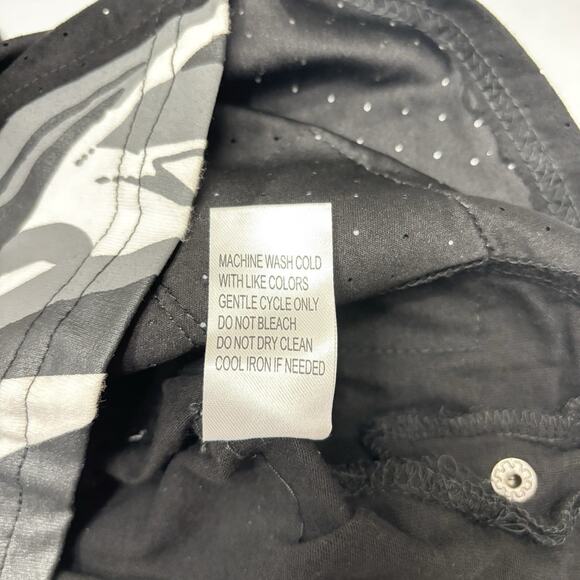 MACHINE WASH COLD
WITH LIKE COLORS
GENTLE CYCLE ONLY
DO NOT BLEACH
DO NOT DRY CLEAN
COOL IRON IF NEEDED